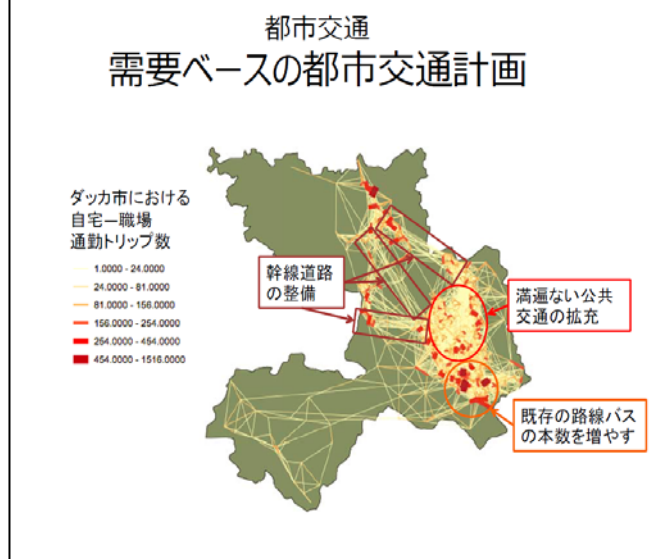 都市交通
需要ベースの都市交通計画
ダッカ市における
自宅ー職場
通勤トリップ数
1.0000 - 24.0000
24.0000 - 81.0000
81.0000 - 156.0000
156.0000 - 254.0000
254.0000 - 454.0000
454.0000 - 1516.0000
幹線道路
の整備
満遍ない公共
交通の拡充
既存の路線バス
の本数を増やす